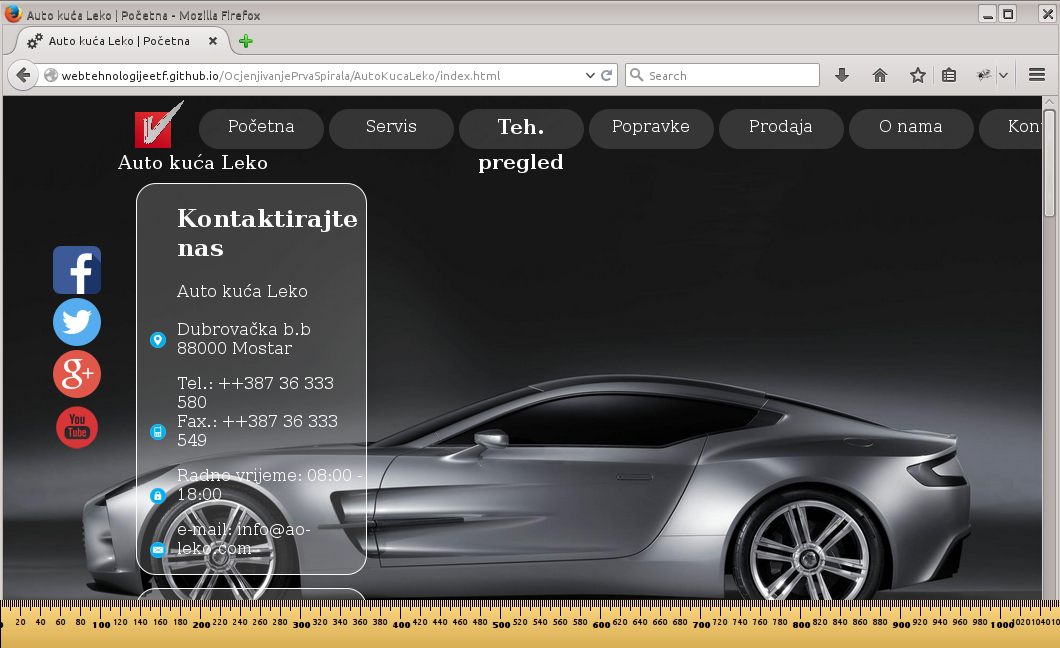 Auto kuća Leko | Početna - Mozilla Firefox
Auto kuća Leko | Početna
webtehnologijeetf.github.io/OcjenjivanjePrvaSpirala/AutoKucaLeko/index.html
Search
Početna
Servis
Teh.
pregled
Popravke
Prodaja
O nama
Auto kuća Leko
Kontaktirajte
nas
Auto kuća Leko
Dubrovačka b.b
88000 Mostar
Tel.: ++387 36 333
580
Fax.: ++387 36 333
549
Radno vrijeme: 08:00 -
18:00
e-mail: info@ao-
leko.com
f
g+
You
Tube
0 20 40 60 80 100 120 140 160 180 200 220 240 260 280 300 320 340 360 380 400 420 440 460 480 500 520 540 560 580 600 620 640 660 680 700 720 740 760 780 800 820 840 860 880 900 920 940 960 980 1000 1020 1040